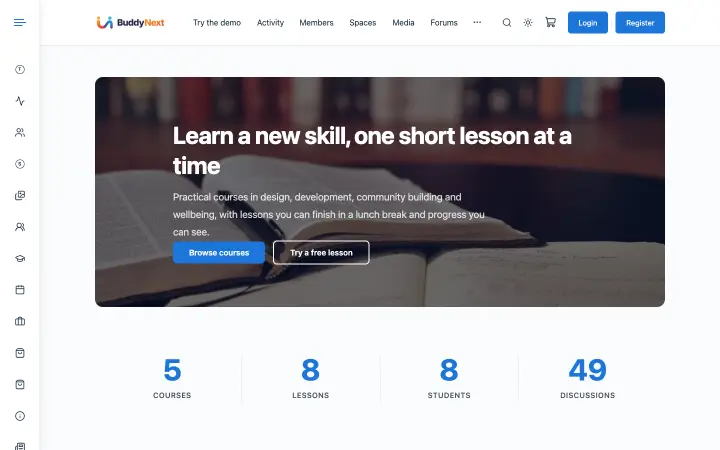 BuddyNext
Try the demo
Activity
Members
Spaces
Media
Forums
Login
Register
Learn a new skill, one short lesson at a
time
Practical courses in design, development, community building and
wellbeing, with lessons you can finish in a lunch break and progress you
can see.
Browse courses
Try a free lesson
5
COURSES
8
LESSONS
8
STUDENTS
49
DISCUSSIONS